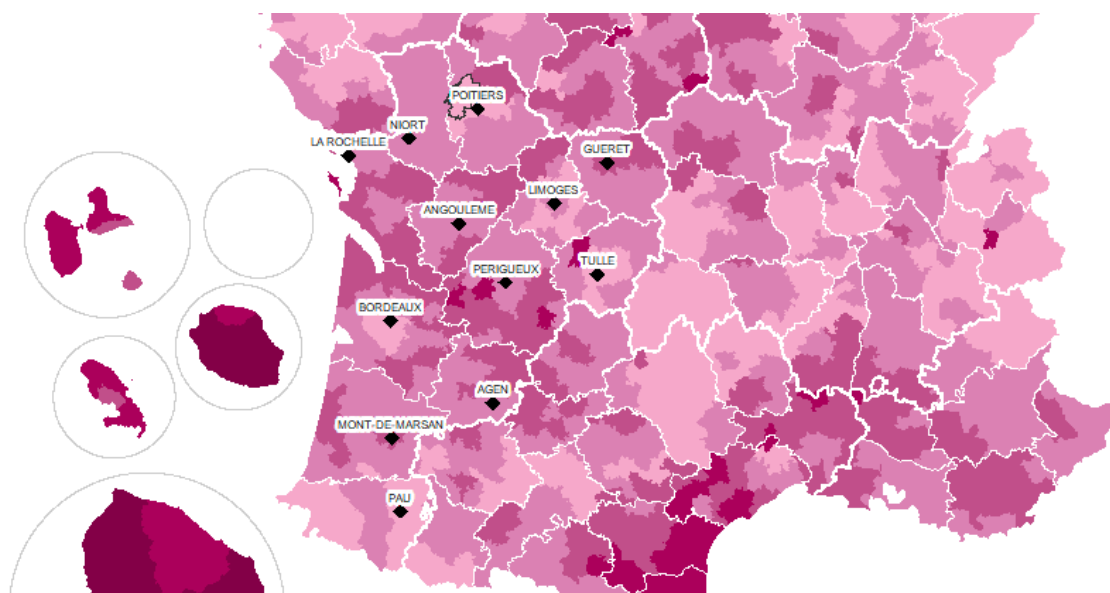 POITIERS
NIORT
LA ROCHELLE
GUERET
LIMOGES
ANGOULEME
TULLE
PERIGUEUX
BORDEAUX
AGEN
MONT-DE-MARSAN
PAU